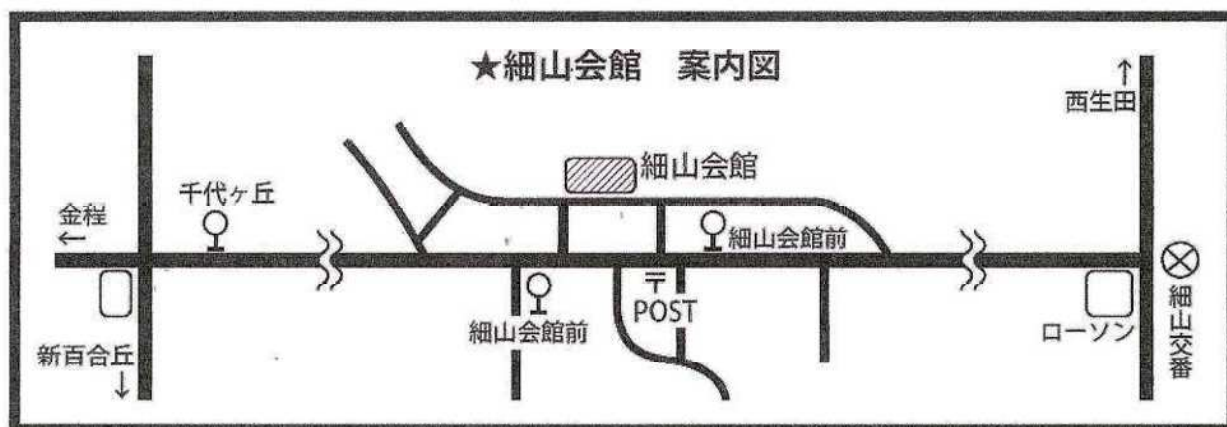 ★細山会館 案内図
↑
西生田
千代ヶ丘
細山会館
金程
←
細山会館前
〒
POST
細山会館前
新百合丘
↓
ローソン
細山交番